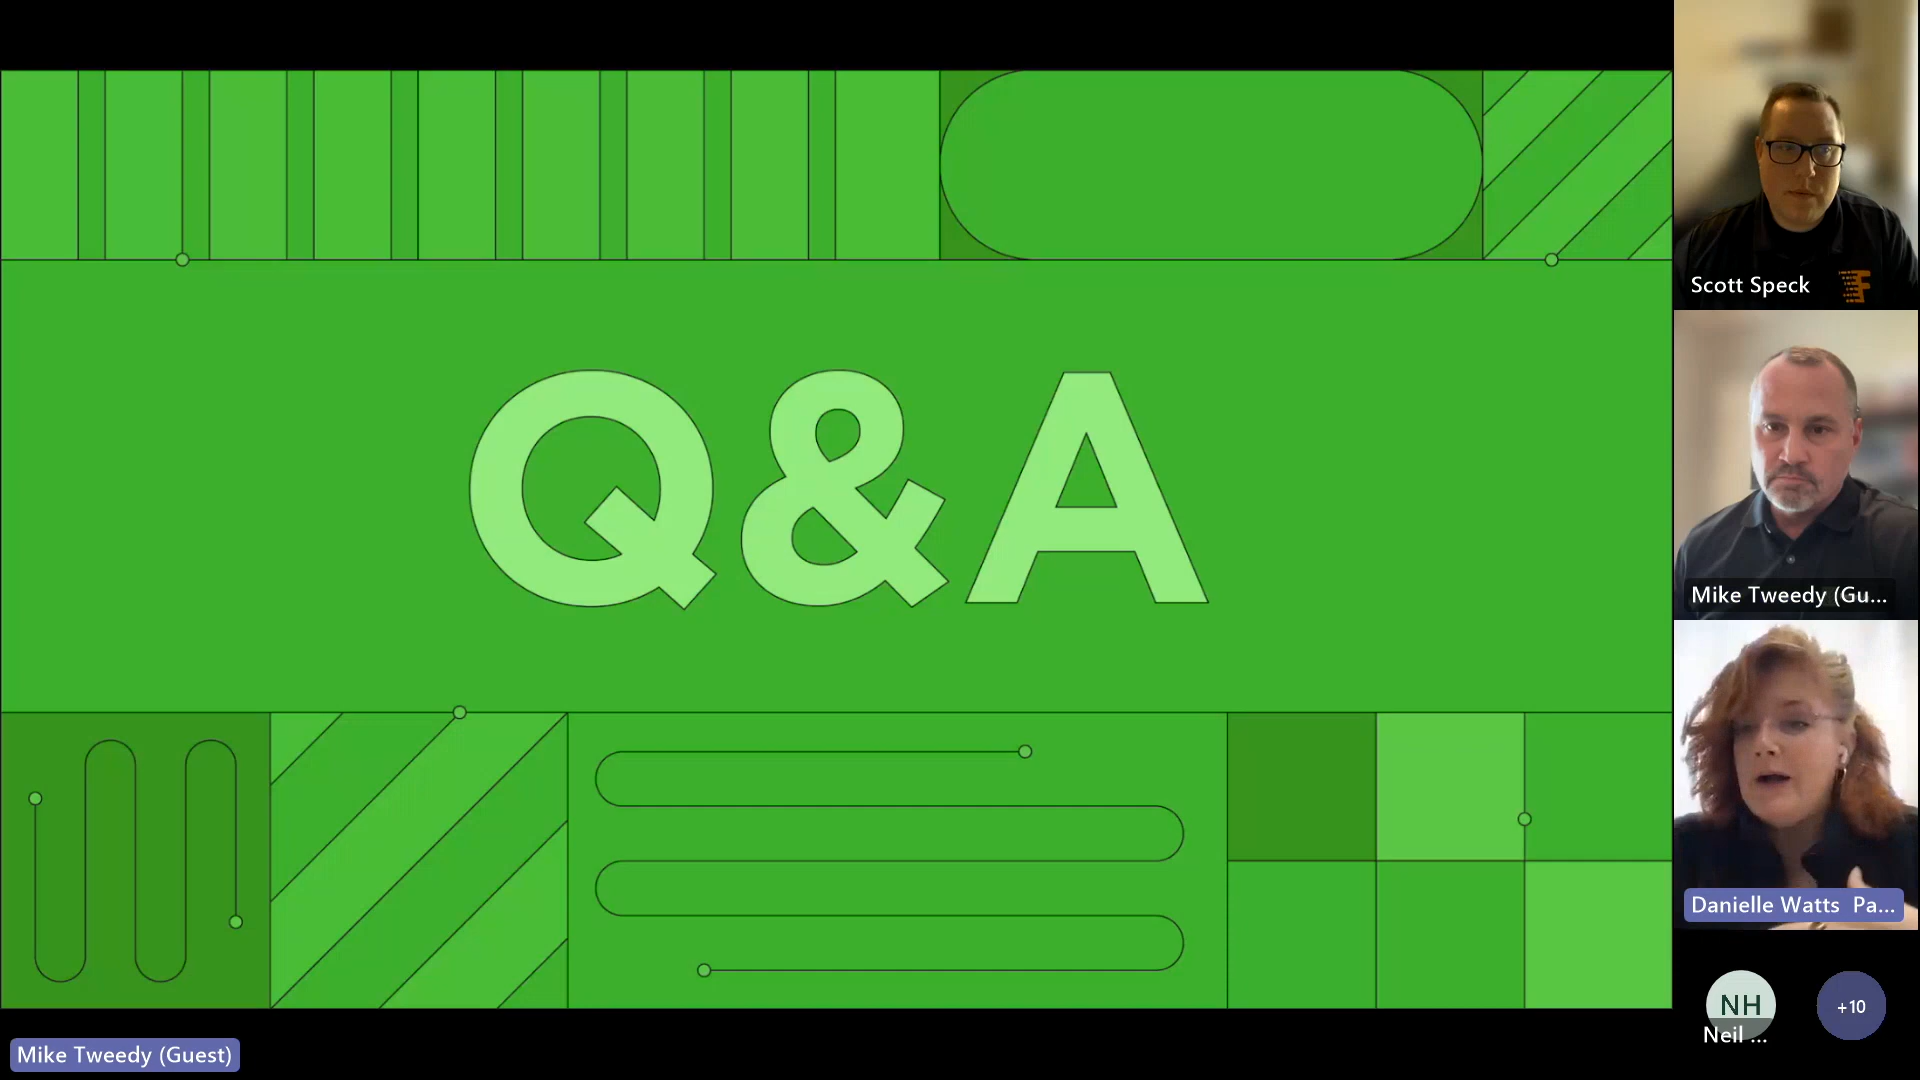 Q&A
Scott Speck
F
Mike Tweedy (Gu...
Danielle Watts Pa...
NH
Neil ...
+10
Mike Tweedy (Guest)